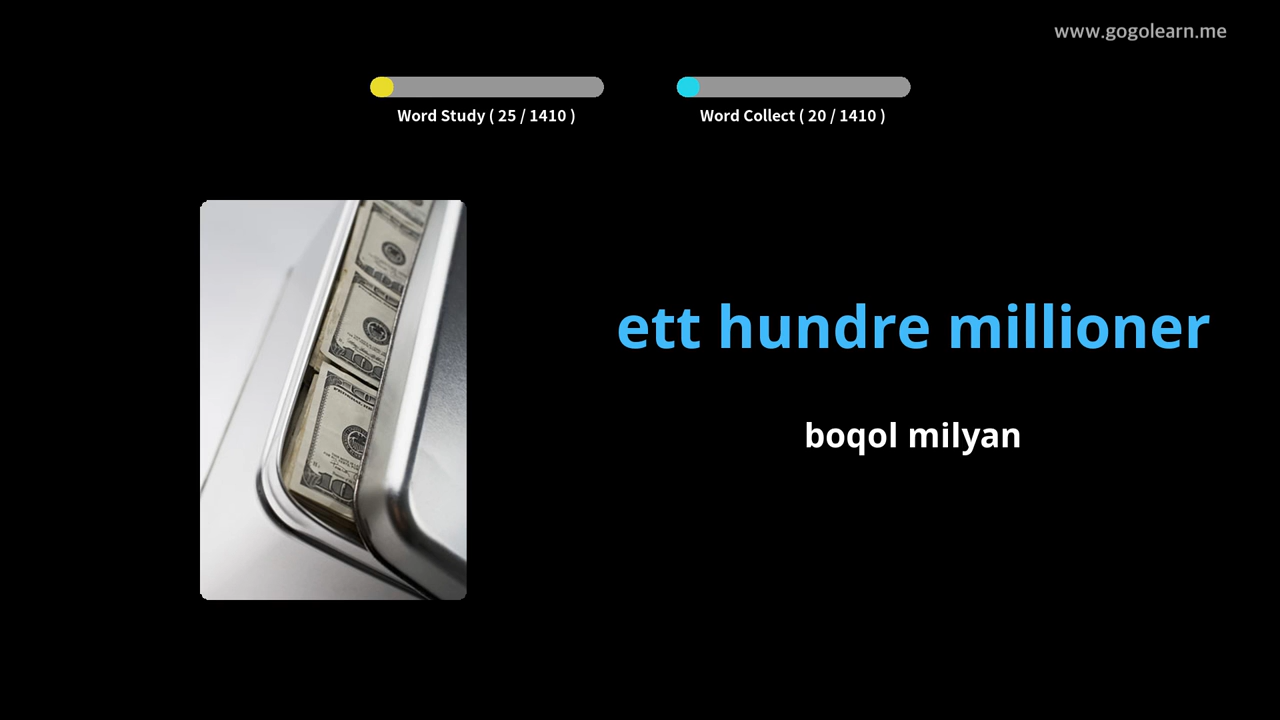 www.gogolearn.me
Word Study ( 25 / 1410 )
Word Collect ( 20 / 1410 )
ett hundre millioner
boqol milyan